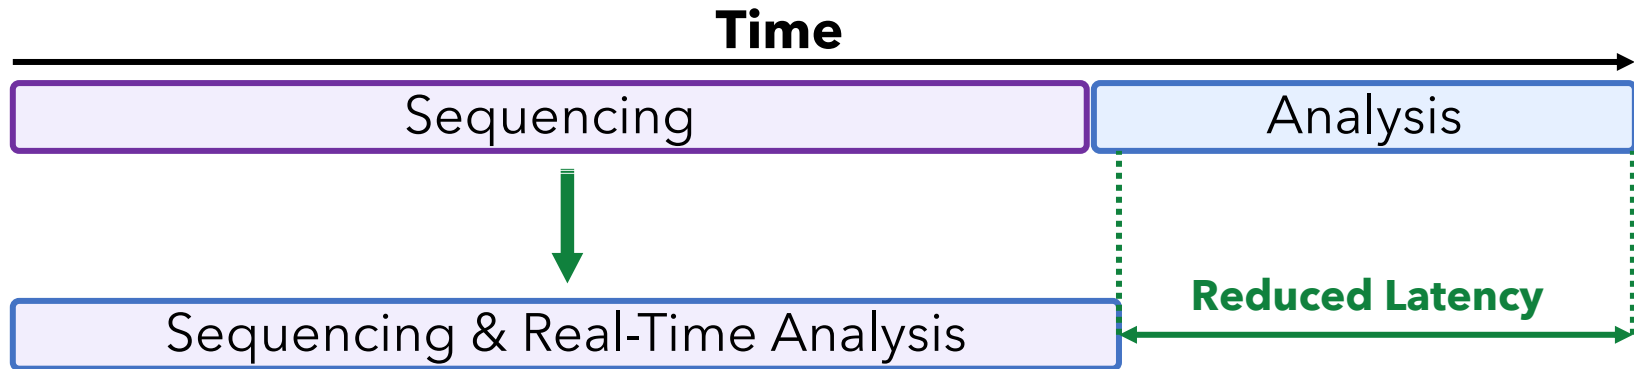 Time
Sequencing
Analysis
Reduced Latency
Sequencing & Real-Time Analysis